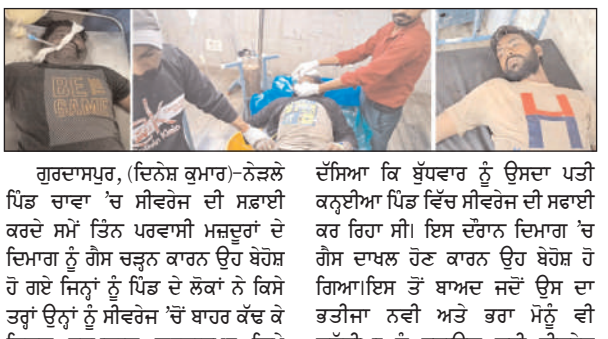 BE
GAME
ਗੁਰਦਾਸਪੁਰ, (ਦਿਨੇਸ਼ ਕੁਮਾਰ)-ਨੇੜਲੇ
ਪਿੰਡ ਚਾਵਾ ’ਚ ਸੀਵਰੇਜ ਦੀ ਸਫ਼ਾਈ
ਕਰਦੇ ਸਮੇਂ ਤਿੰਨ ਪਰਵਾਸੀ ਮਜ਼ਦੂਰਾਂ ਦੇ
ਦਿਮਾਗ ਨੂੰ ਗੈਸ ਚੜ੍ਹਨ ਕਾਰਨ ਉਹ ਬੇਹੋਸ਼
ਹੋ ਗਏ ਜਿਨ੍ਹਾਂ ਨੂੰ ਪਿੰਡ ਦੇ ਲੋਕਾਂ ਨੇ ਕਿਸੇ
ਤਰ੍ਹਾਂ ਉਨ੍ਹਾਂ ਨੂੰ ਸੀਵਰੇਜ ’ਚੋਂ ਬਾਹਰ ਕੱਢ ਕੇ
ਦੱਸਿਆ ਕਿ ਬੁੱਧਵਾਰ ਨੂੰ ਉਸਦਾ ਪਤੀ
ਕਨ੍ਹਈਆ ਪਿੰਡ ਵਿੱਚ ਸੀਵਰੇਜ ਦੀ ਸਫਾਈ
ਕਰ ਰਿਹਾ ਸੀ। ਇਸ ਦੌਰਾਨ ਦਿਮਾਗ ’ਚ
ਗੈਸ ਦਾਖਲ ਹੋਣ ਕਾਰਨ ਉਹ ਬੇਹੋਸ਼ ਹੋ
ਗਿਆ।ਇਸ ਤੋਂ ਬਾਅਦ ਜਦੋਂ ਉਸ ਦਾ
ਭਤੀਜਾ ਨਵੀ ਅਤੇ ਭਰਾ ਮੋਨੂੰ ਵੀ